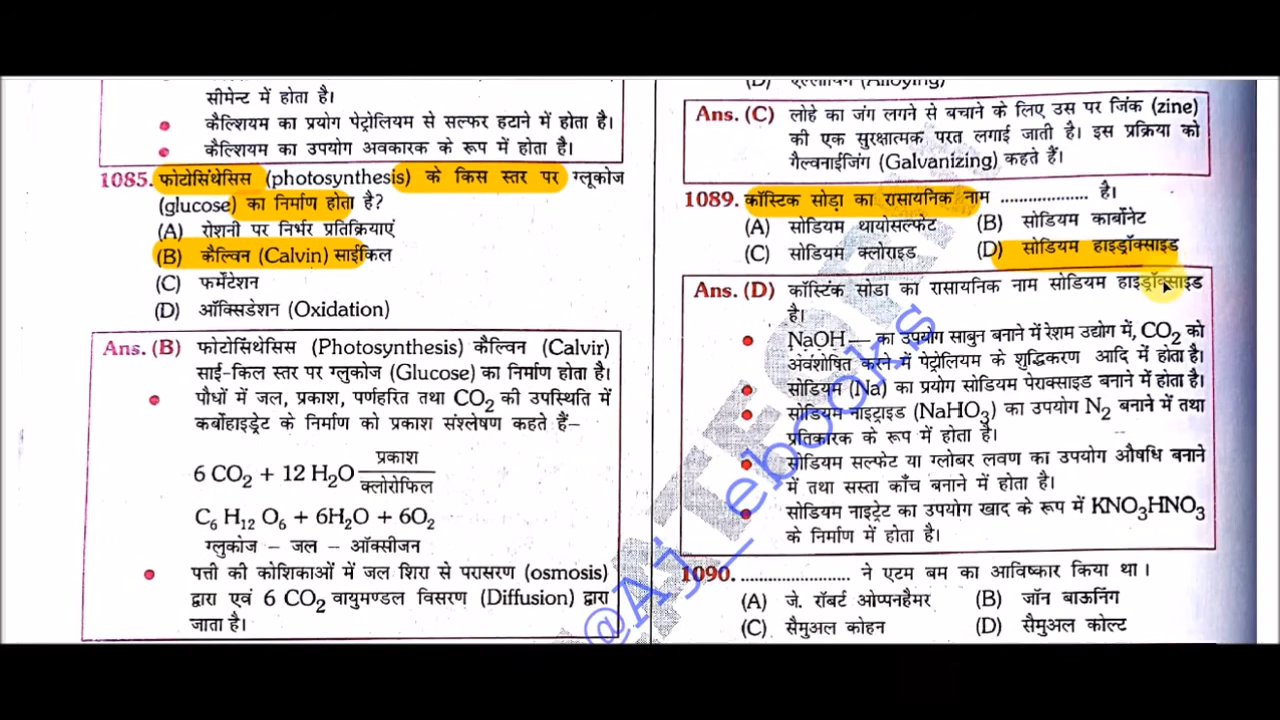 सीमेन्ट में होता है।
कैल्शियम का प्रयोग पेट्रोलियम से सल्फर हटाने में होता है।
कैल्शियम का उपयोग अवकारक के रूप में होता है।
1085. फोटोसिंथेसिस (photosynthesis) के किस स्तर पर ग्लूकोज
(glucose) का निर्माण होता है?
(A) रोशनी पर निर्भर प्रतिक्रियाएं
(B) कैल्विन (Calvin) साईकिल
(C) फर्मेंटेशन
(D) ऑक्सिडेशन (Oxidation)
Ans. (B) फोटोसिंथेसिस (Photosynthesis) कैल्विन (Calvir)
साई-किल स्तर पर ग्लुकोज (Glucose) का निर्माण होता है।
पौधों में जल, प्रकाश, पर्णहरित तथा CO₂ की उपस्थिति में
कर्बोहाइड्रेट के निर्माण को प्रकाश संश्लेषण कहते हैं–
प्रकाश
6 CO₂ + 12 H₂O
क्लोरोफिल
C₆ H₁₂ O₆ + 6H₂O + 6O₂
ग्लुकोज – जल – ऑक्सीजन
पत्ती की कोशिकाओं में जल शिरा से परासरण (osmosis)
द्वारा एवं 6 CO₂ वायुमण्डल विसरण (Diffusion) द्वारा
जाता है।
(D) एल्लोयिंग (Alloying)
Ans. (C) लोहे का जंग लगने से बचाने के लिए उस पर जिंक (zine)
की एक सुरक्षात्मक परत लगाई जाती है। इस प्रक्रिया को
गैल्वनाईजिंग (Galvanizing) कहते हैं।
1089. कॉस्टिक सोड़ा का रासायनिक नाम .................... है।
(A) सोडियम थायोसल्फेट (B) सोडियम कार्बोनेट
(C) सोडियम क्लोराइड (D) सोडियम हाइड्रॉक्साइड
Ans. (D) कॉस्टिक सोडा का रासायनिक नाम सोडियम हाइड्रॉक्साइड
है।
NaOH— का उपयोग साबुन बनाने में रेशम उद्योग में, CO₂ को
अवशोषित करने में पेट्रोलियम के शुद्धिकरण आदि में होता है।
सोडियम (Na) का प्रयोग सोडियम पेराक्साइड बनाने में होता है।
सोडियम नाइट्राइड (NaHO₃) का उपयोग N₂ बनाने में तथा
प्रतिकारक के रूप में होता है।
सोडियम सल्फेट या ग्लोबर लवण का उपयोग औषधि बनाने
में तथा सस्ता काँच बनाने में होता है।
सोडियम नाइट्रेट का उपयोग खाद के रूप में KNO₃HNO₃
के निर्माण में होता है।
1090. ......................... ने एटम बम का आविष्कार किया था ।
(A) जे. रॉबर्ट ओप्पनहैमर (B) जॉन बाऊनिंग
(C) सैमुअल कोहन (D) सैमुअल कोल्ट
@Aj_ebooks